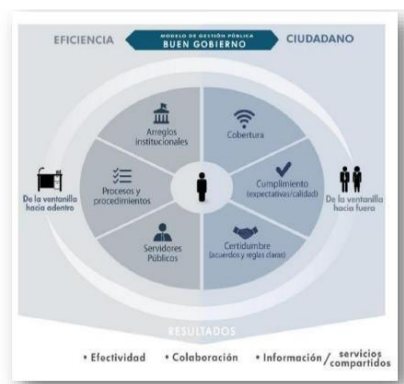 MODELO DE GESTIÓN PÚBLICA
EFICIENCIA
BUEN GOBIERNO
CIUDADANO
Arreglos
institucionales
Cobertura
Procesos y
procedimientos
Cumplimiento
(expectativas/calidad)
De la ventanilla
hacia adentro
De la ventanilla
hacia fuera
Servidores
Públicos
Certidumbre
(acuerdos y reglas claras)
RESULTADOS
• Efectividad • Colaboración • Información/ servicios
compartidos